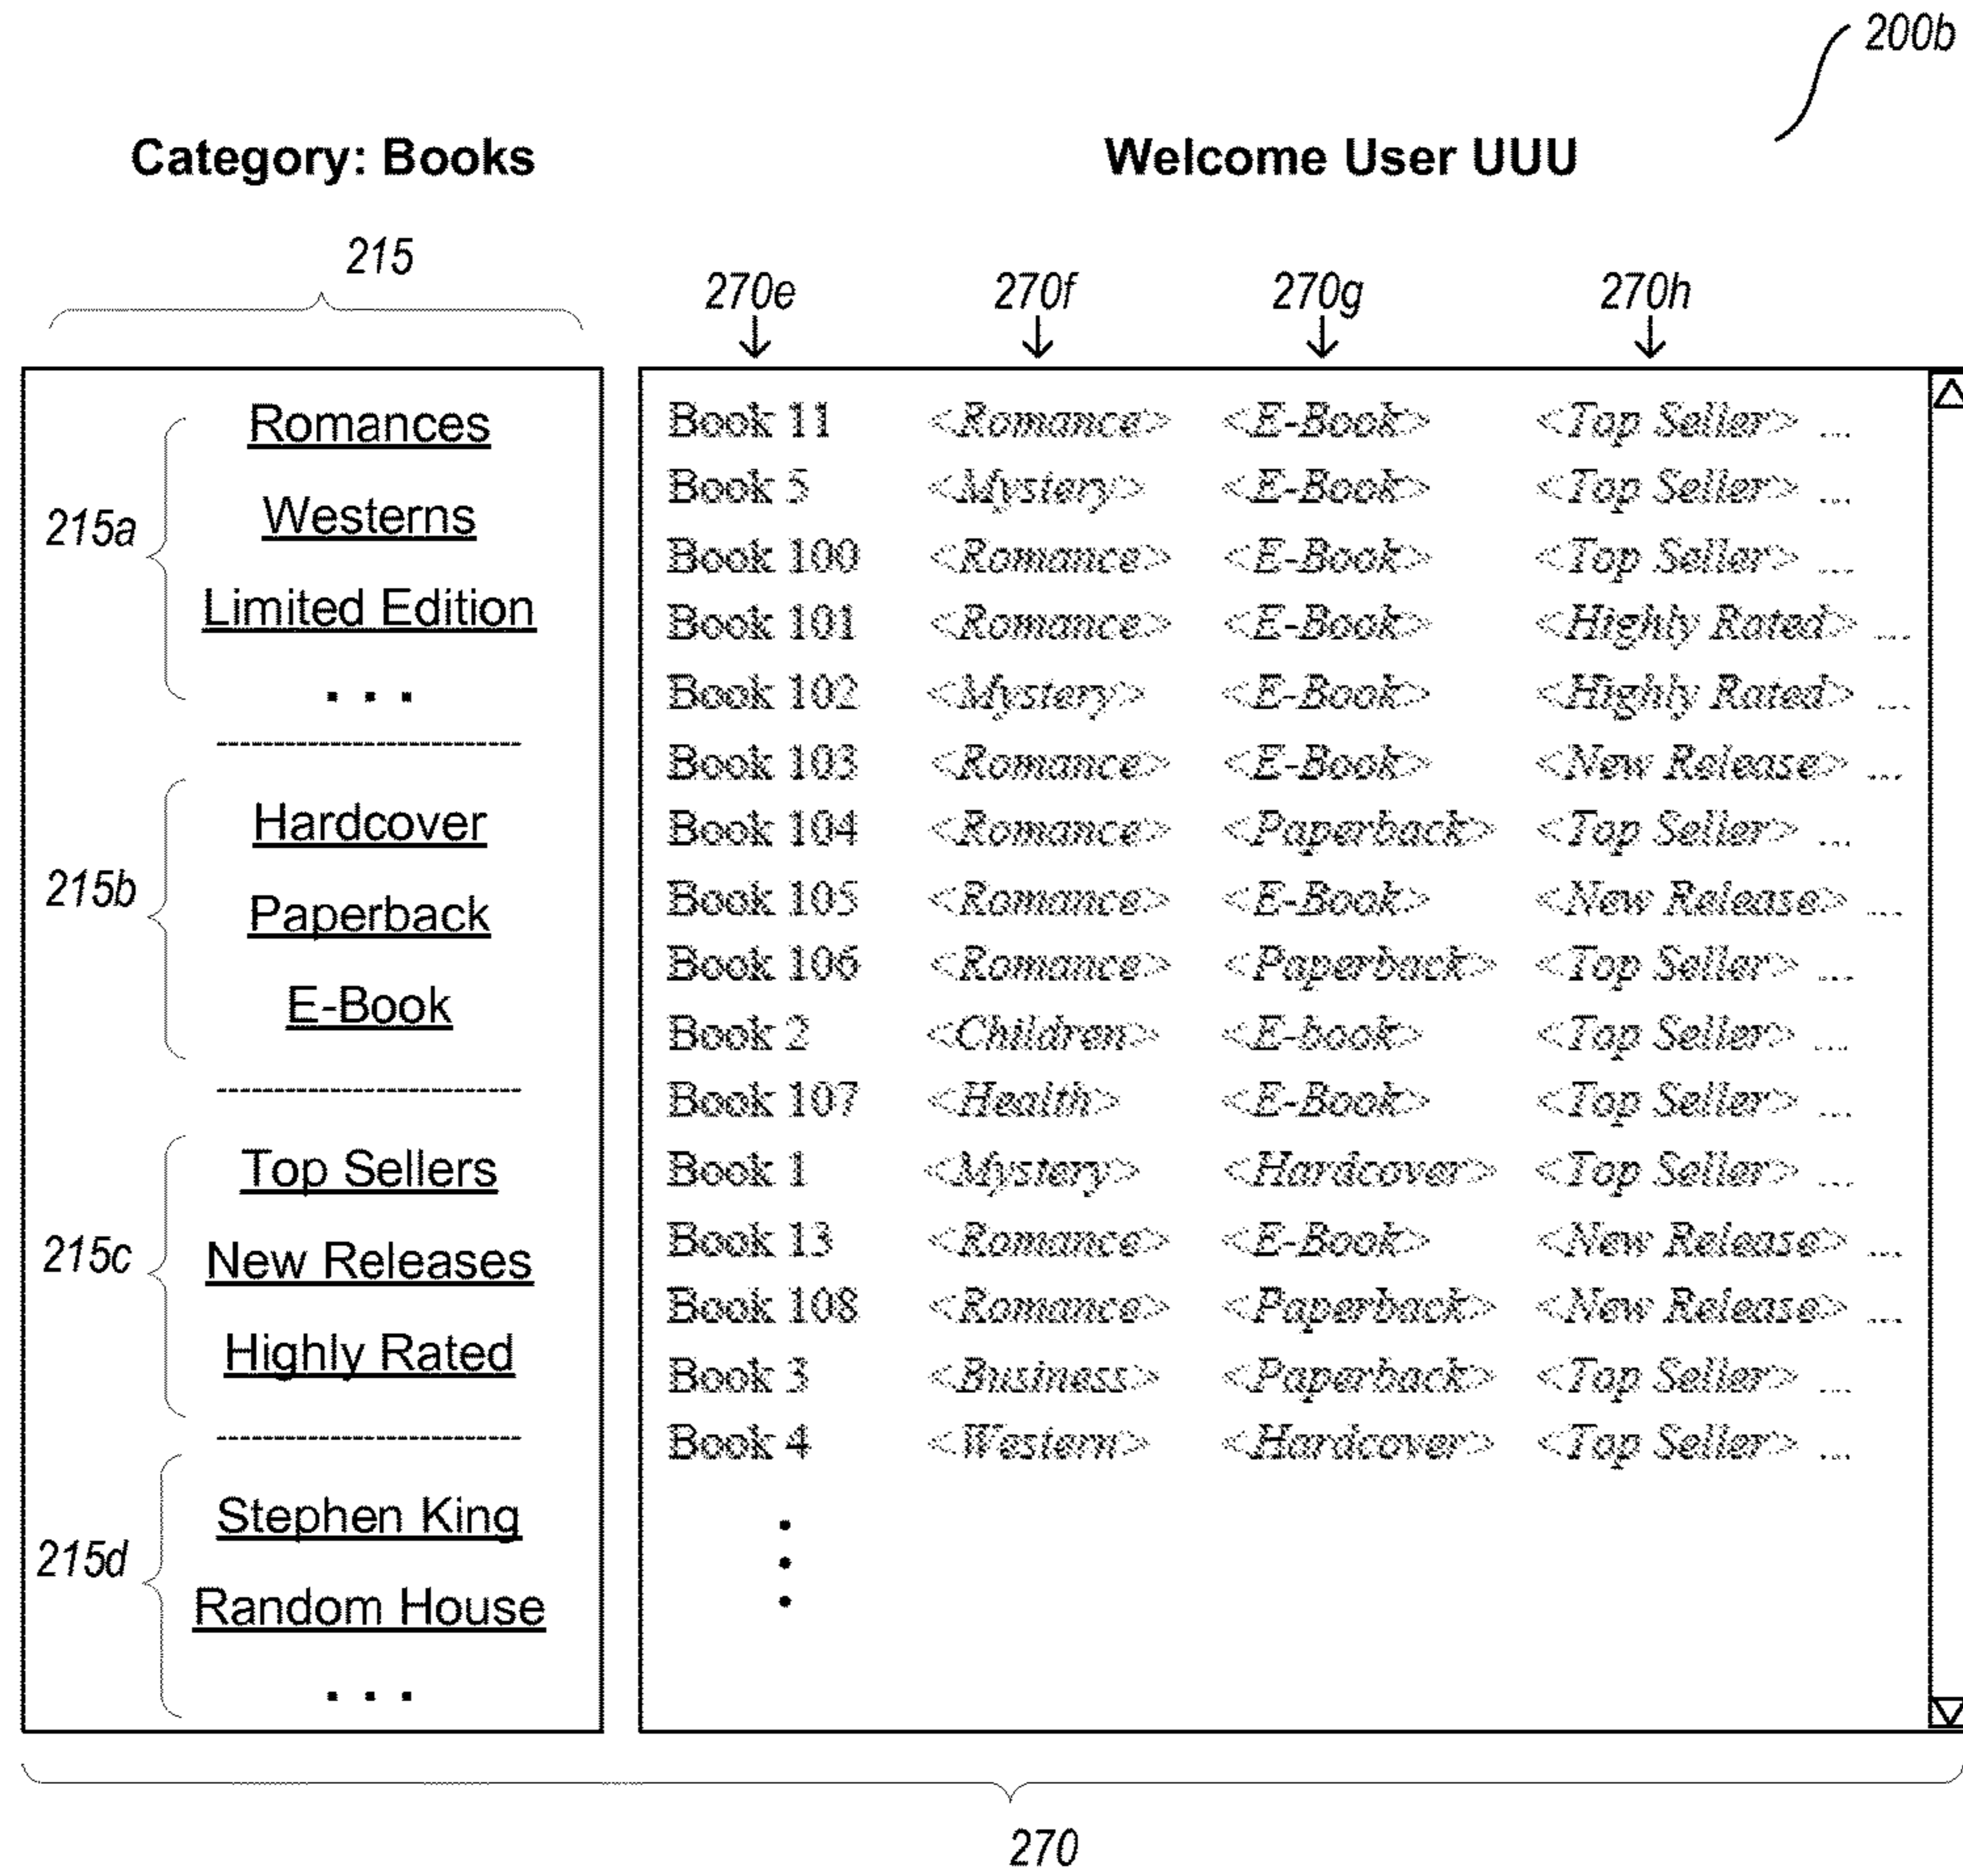 200b
Category: Books
Welcome User UUU
215
270e 270f 270g 270h
215a
Romances
Westerns
Limited Edition
. . .
215b
Hardcover
Paperback
E-Book
215c
Top Sellers
New Releases
Highly Rated
215d
Stephen King
Random House
. . .
Book 11 <Romance> <E-Book> <Top Seller> ...
Book 5 <Mystery> <E-Book> <Top Seller> ...
Book 100 <Romance> <E-Book> <Top Seller> ...
Book 101 <Romance> <E-Book> <Highly Rated> ...
Book 102 <Mystery> <E-Book> <Highly Rated> ...
Book 103 <Romance> <E-Book> <New Release> ...
Book 104 <Romance> <Paperback> <Top Seller> ...
Book 105 <Romance> <E-Book> <New Release> ...
Book 106 <Romance> <Paperback> <Top Seller> ...
Book 2 <Children> <E-book> <Top Seller> ...
Book 107 <Health> <E-Book> <Top Seller> ...
Book 1 <Mystery> <Hardcover> <Top Seller> ...
Book 13 <Romance> <E-Book> <New Release> ...
Book 108 <Romance> <Paperback> <New Release> ...
Book 3 <Business> <Paperback> <Top Seller> ...
Book 4 <Western> <Hardcover> <Top Seller> ...
270